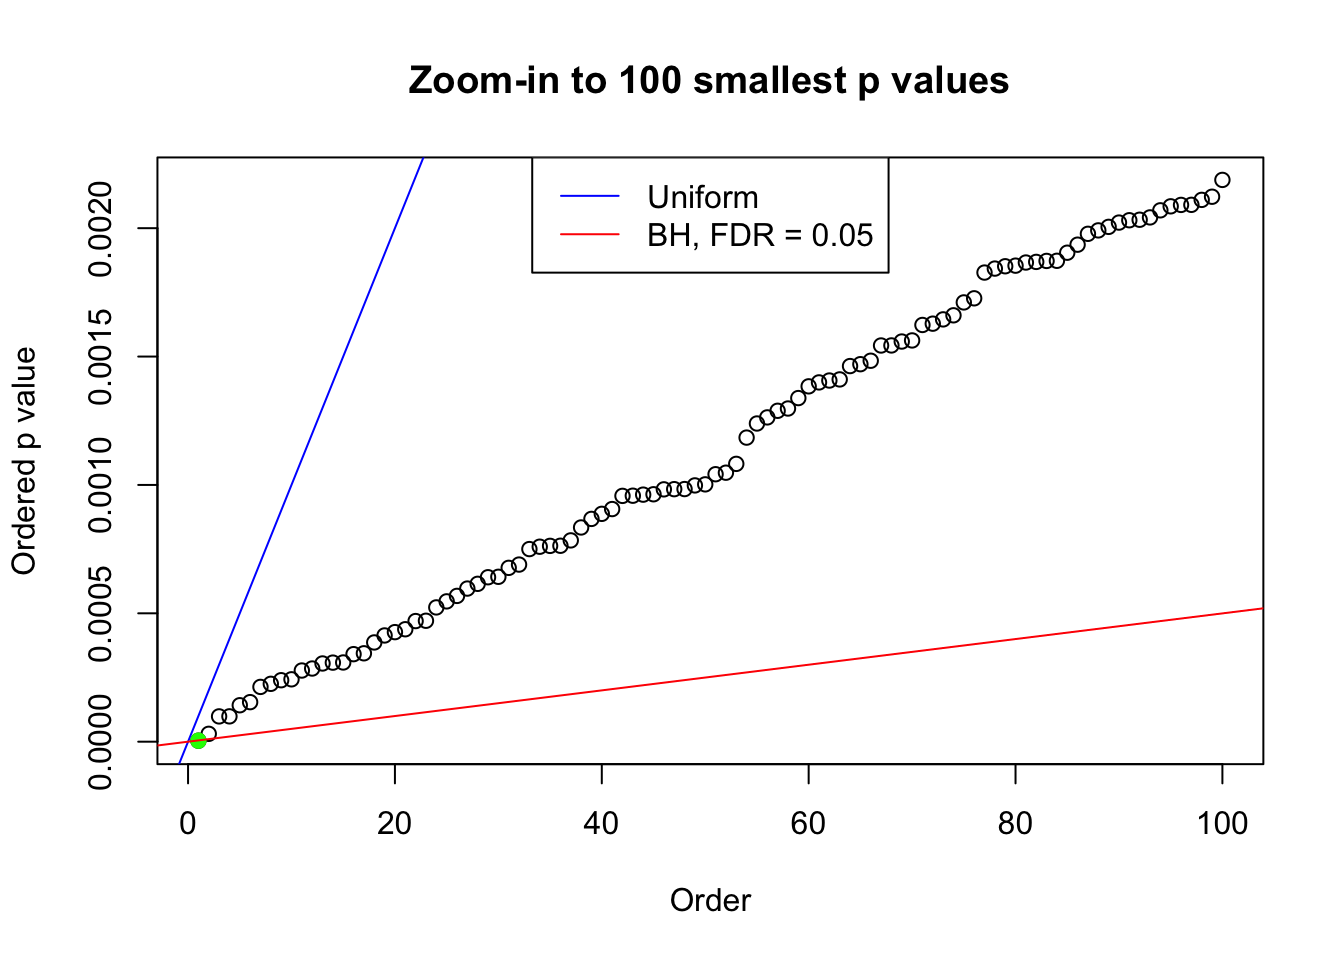 Zoom-in to 100 smallest p values
Uniform
BH, FDR = 0.05
Ordered p value
0.0020
0.0015
0.0010
0.0005
0.0000
0 20 40 60 80 100
Order